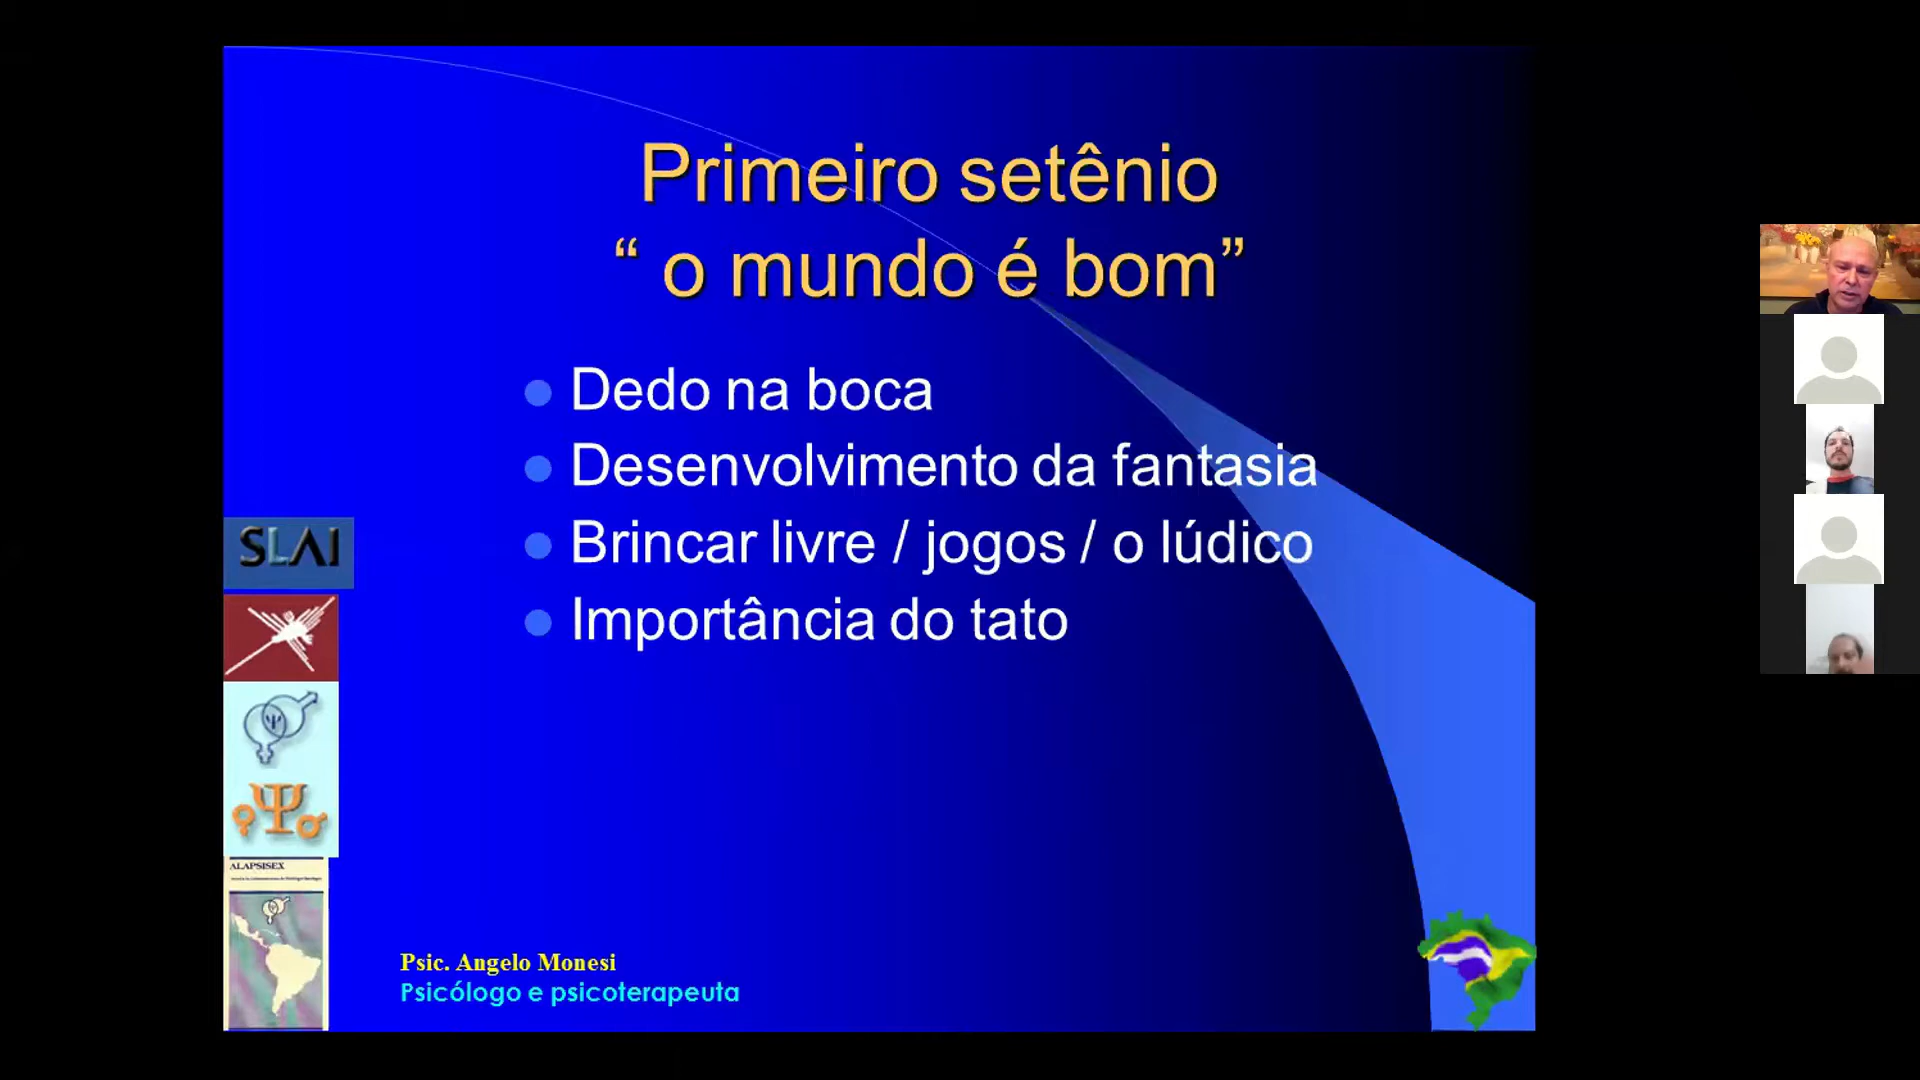 Primeiro setênio
“ o mundo é bom”
Dedo na boca
Desenvolvimento da fantasia
Brincar livre / jogos / o lúdico
Importância do tato
SLAI
ALAPSISEX
Psic. Angelo Monesi
Psicólogo e psicoterapeuta